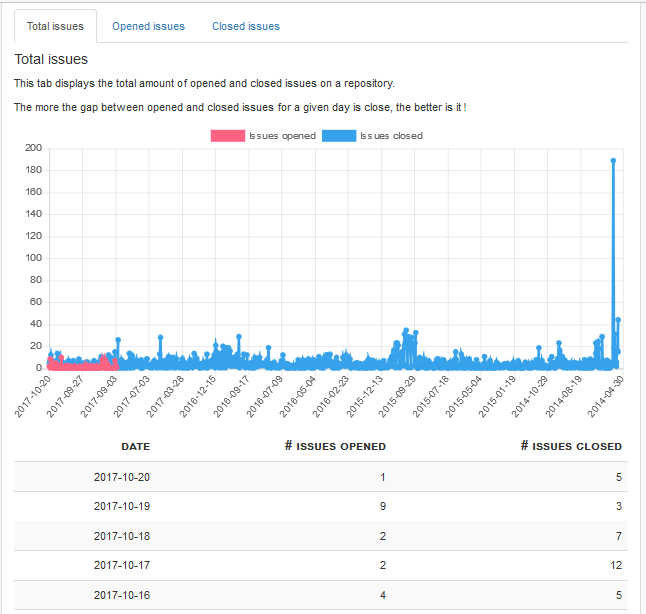 Total issues Opened issues Closed issues
Total issues
This tab displays the total amount of opened and closed issues on a repository.
The more the gap between opened and closed issues for a given day is close, the better is it !
Issues opened Issues closed
200
180
160
140
120
100
80
60
40
20
0
2017-10-20 2017-09-27 2017-09-03 2017-07-03 2017-03-28 2016-12-15 2016-09-17 2016-07-09 2016-05-04 2016-02-23 2015-12-13 2015-09-29 2015-07-18 2015-05-04 2015-01-19 2014-10-29 2014-08-19 2014-04-30
DATE # ISSUES OPENED # ISSUES CLOSED
2017-10-20 1 5
2017-10-19 9 3
2017-10-18 2 7
2017-10-17 2 12
2017-10-16 4 5